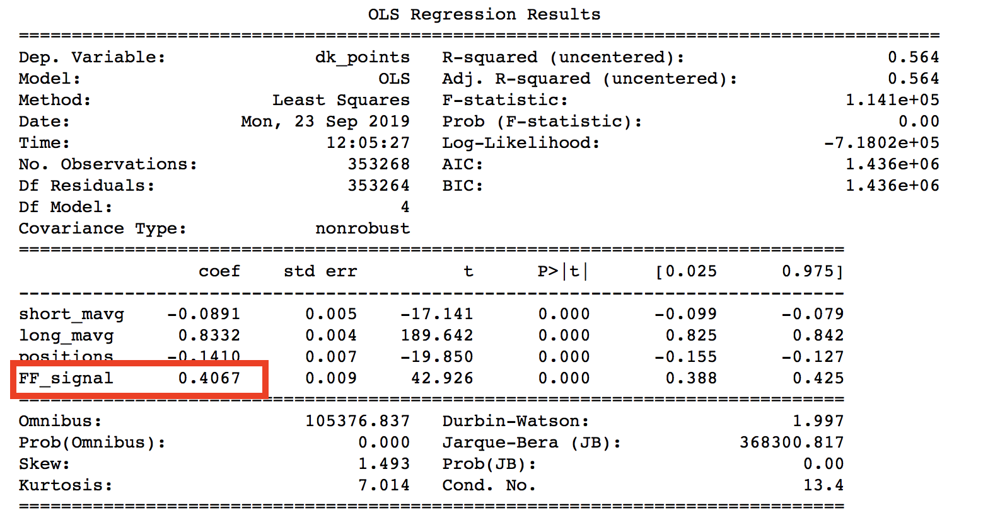 OLS Regression Results
==============================================================================
Dep. Variable: dk_points R-squared (uncentered): 0.564
Model: OLS Adj. R-squared (uncentered): 0.564
Method: Least Squares F-statistic: 1.141e+05
Date: Mon, 23 Sep 2019 Prob (F-statistic): 0.00
Time: 12:05:27 Log-Likelihood: -7.1802e+05
No. Observations: 353268 AIC: 1.436e+06
Df Residuals: 353264 BIC: 1.436e+06
Df Model: 4
Covariance Type: nonrobust
==============================================================================
coef std err t P>|t| [0.025 0.975]
------------------------------------------------------------------------------
short_mavg -0.0891 0.005 -17.141 0.000 -0.099 -0.079
long_mavg 0.8332 0.004 189.642 0.000 0.825 0.842
positions -0.1410 0.007 -19.850 0.000 -0.155 -0.127
FF_signal 0.4067 0.009 42.926 0.000 0.388 0.425
==============================================================================
Omnibus: 105376.837 Durbin-Watson: 1.997
Prob(Omnibus): 0.000 Jarque-Bera (JB): 368300.817
Skew: 1.493 Prob(JB): 0.00
Kurtosis: 7.014 Cond. No. 13.4
==============================================================================